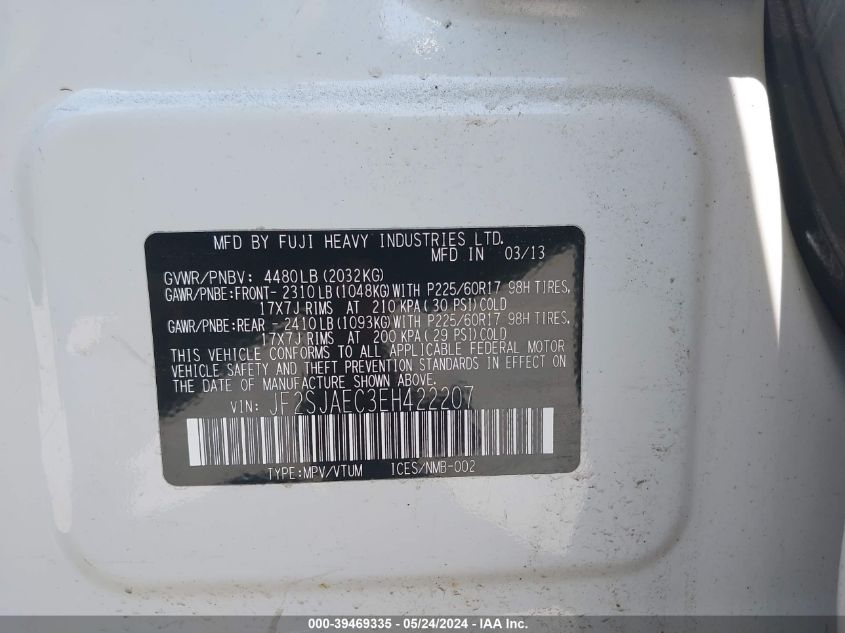 MFD BY FUJI HEAVY INDUSTRIES LTD.
MFD IN 03/13
GVWR/PNBV: 4480LB (2032KG)
GAWR/PNBE:FRONT- 2310LB (1048KG)WITH P225/60R17 98H TIRES,
17X7J RIMS AT 210 KPA (30 PSI)COLD
GAWR/PNBE:REAR - 2410LB (1093KG)WITH P225/60R17 98H TIRES,
17X7J RIMS AT 200 KPA (29 PSI)COLD
THIS VEHICLE CONFORMS TO ALL APPLICABLE FEDERAL MOTOR
VEHICLE SAFETY AND THEFT PREVENTION STANDARDS IN EFFECT ON
THE DATE OF MANUFACTURE SHOWN ABOVE.
VIN: JF2SJAEC3EH422207
TYPE:MPV/VTUM ICES/NMB-002
000-39469335 - 05/24/2024 - IAA Inc.